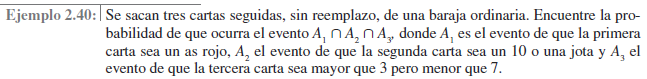 Ejemplo 2.40: Se sacan tres cartas seguidas, sin reemplazo, de una baraja ordinaria. Encuentre la pro-
babilidad de que ocurra el evento A₁ ∩ A₂ ∩ A₃, donde A₁ es el evento de que la primera
carta sea un as rojo, A₂ el evento de que la segunda carta sea un 10 o una jota y A₃ el
evento de que la tercera carta sea mayor que 3 pero menor que 7.